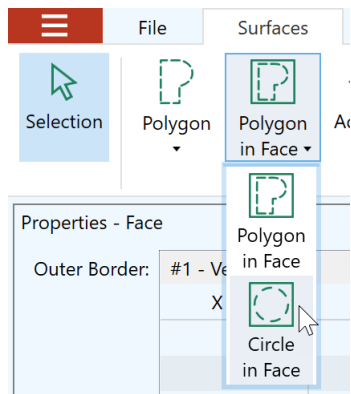 File
Surfaces
Selection
Polygon
Polygon
in Face
Properties - Face
Polygon
in Face
Outer Border:
#1 - Ve
X
Circle
in Face